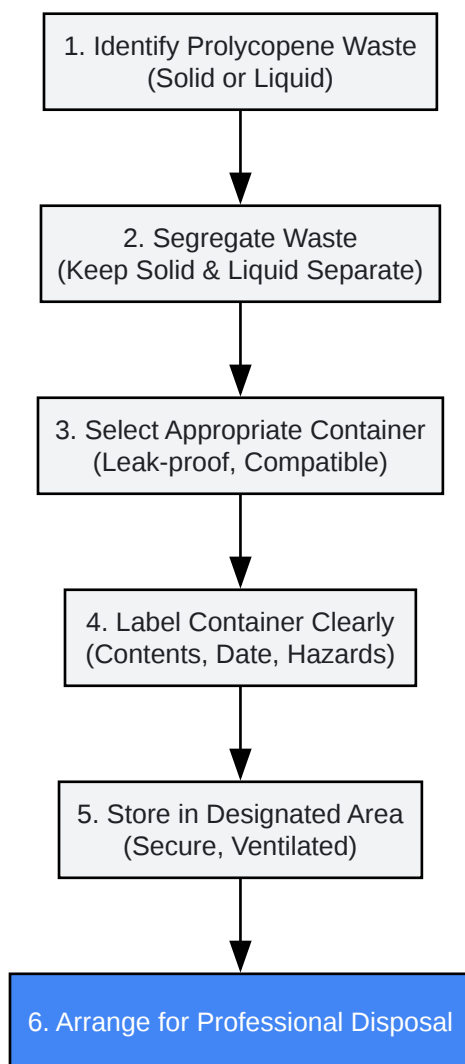 1. Identify Prolycopene Waste
(Solid or Liquid)
2. Segregate Waste
(Keep Solid & Liquid Separate)
3. Select Appropriate Container
(Leak-proof, Compatible)
4. Label Container Clearly
(Contents, Date, Hazards)
5. Store in Designated Area
(Secure, Ventilated)
6. Arrange for Professional Disposal